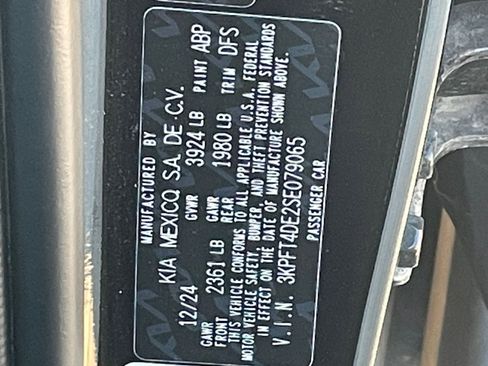 MANUFACTURED BY
KIA MEXICO, S.A. DE C.V.
12/24 GVWR 3924 LB PAINT ABP
GAWR FRONT 2361 LB GAWR REAR 1980 LB TRIM DFS
THIS VEHICLE CONFORMS TO ALL APPLICABLE U.S.A. FEDERAL
MOTOR VEHICLE SAFETY, BUMPER, AND THEFT PREVENTION STANDARDS
IN EFFECT ON THE DATE OF MANUFACTURE SHOWN ABOVE.
V.I.N. 3KPFT4DE2SE079065
PASSENGER CAR